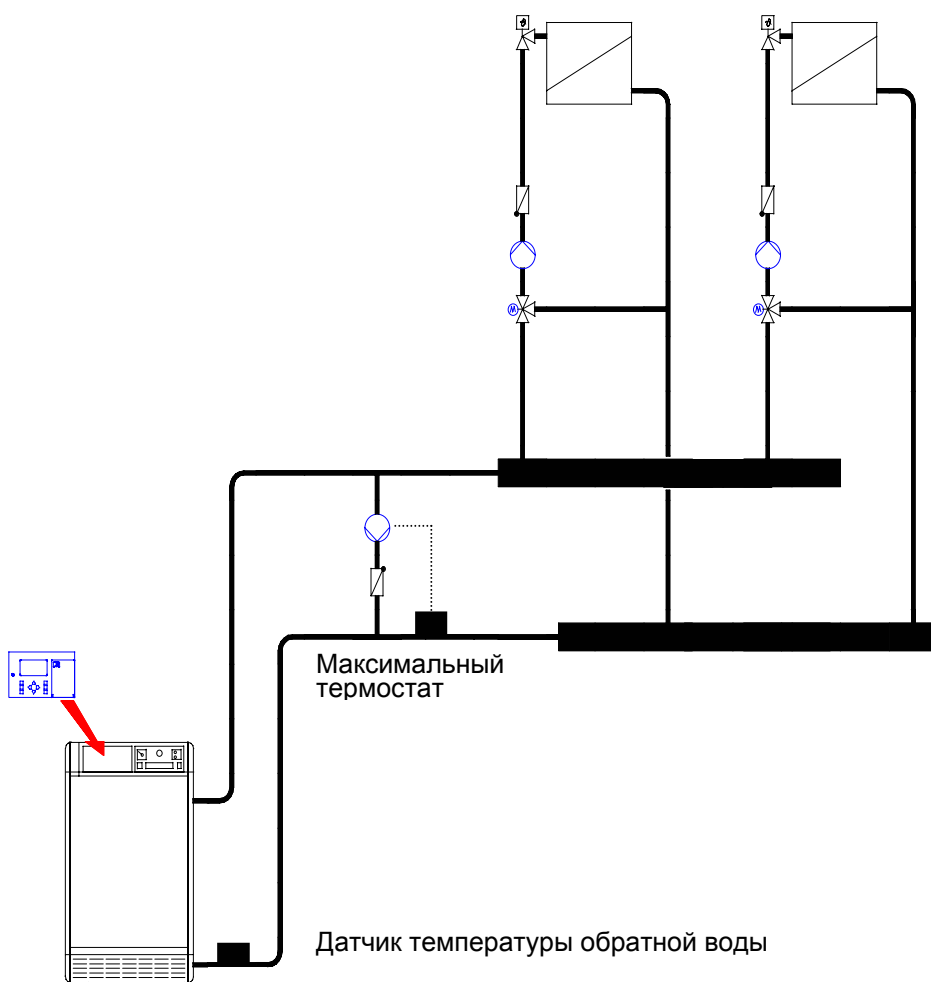 Максимальный
термостат
Датчик температуры обратной воды